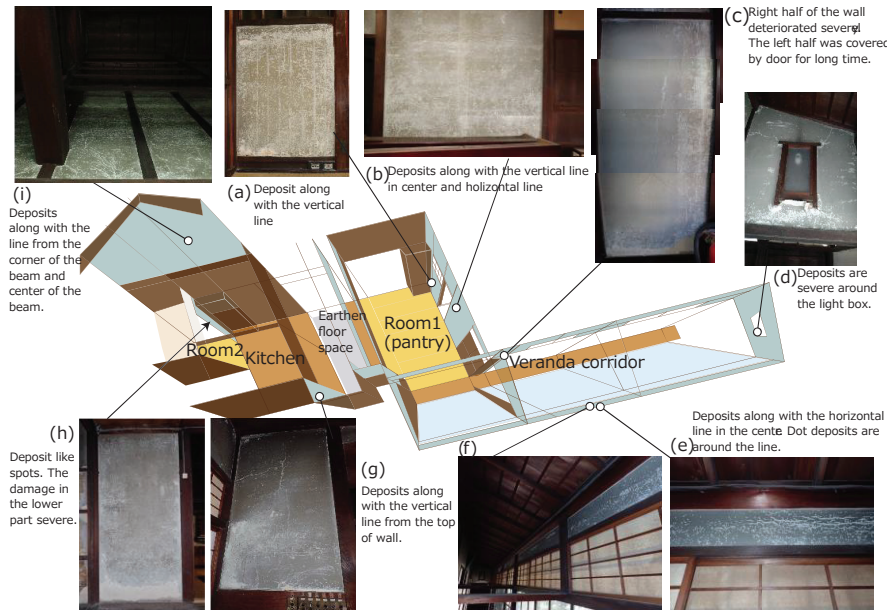 (a) Deposit along
with the vertical
line
(b) Deposits along with the vertical line
in center and holizontal line
(c) Right half of the wall
deteriorated severely.
The left half was covered
by door for long time.
(d) Deposits are
severe around
the light box.
(i)
Deposits
along with the
line from the
corner of the
beam and
center of the
beam.
Room2
Kitchen
Earthen
floor
space
Room1
(pantry)
Veranda corridor
(h)
Deposit like
spots. The
damage in
the lower
part severe.
(g)
Deposits along
with the vertical
line from the top
of wall.
(f)
(e)
Deposits along with the horizontal
line in the center. Dot deposits are
around the line.